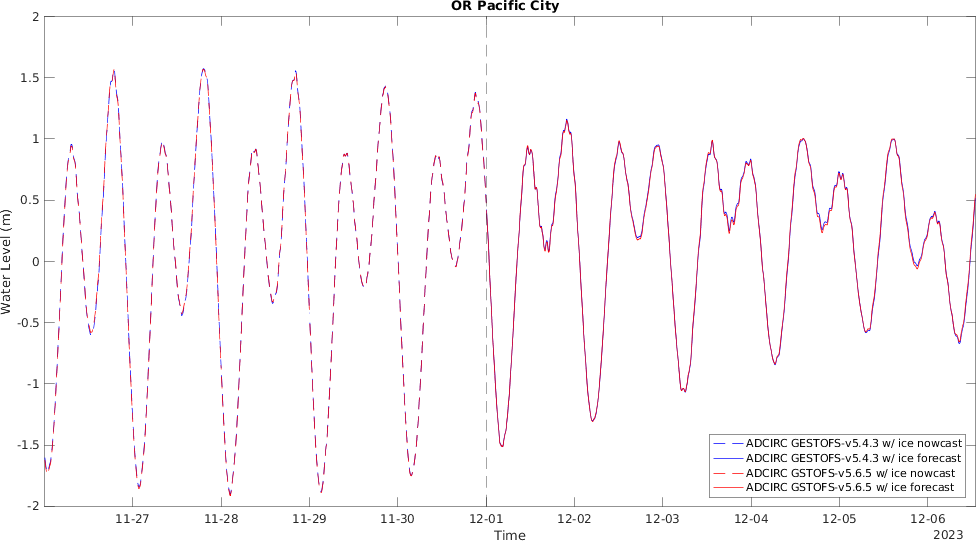 OR Pacific City
2
1.5
1
0.5
0
-0.5
-1
-1.5
-2
Water Level (m)
11-27 11-28 11-29 11-30 12-01 12-02 12-03 12-04 12-05 12-06
Time
2023
ADCIRC GESTOFS-v5.4.3 w/ ice nowcast
ADCIRC GESTOFS-v5.4.3 w/ ice forecast
ADCIRC GSTOFS-v5.6.5 w/ ice nowcast
ADCIRC GSTOFS-v5.6.5 w/ ice forecast